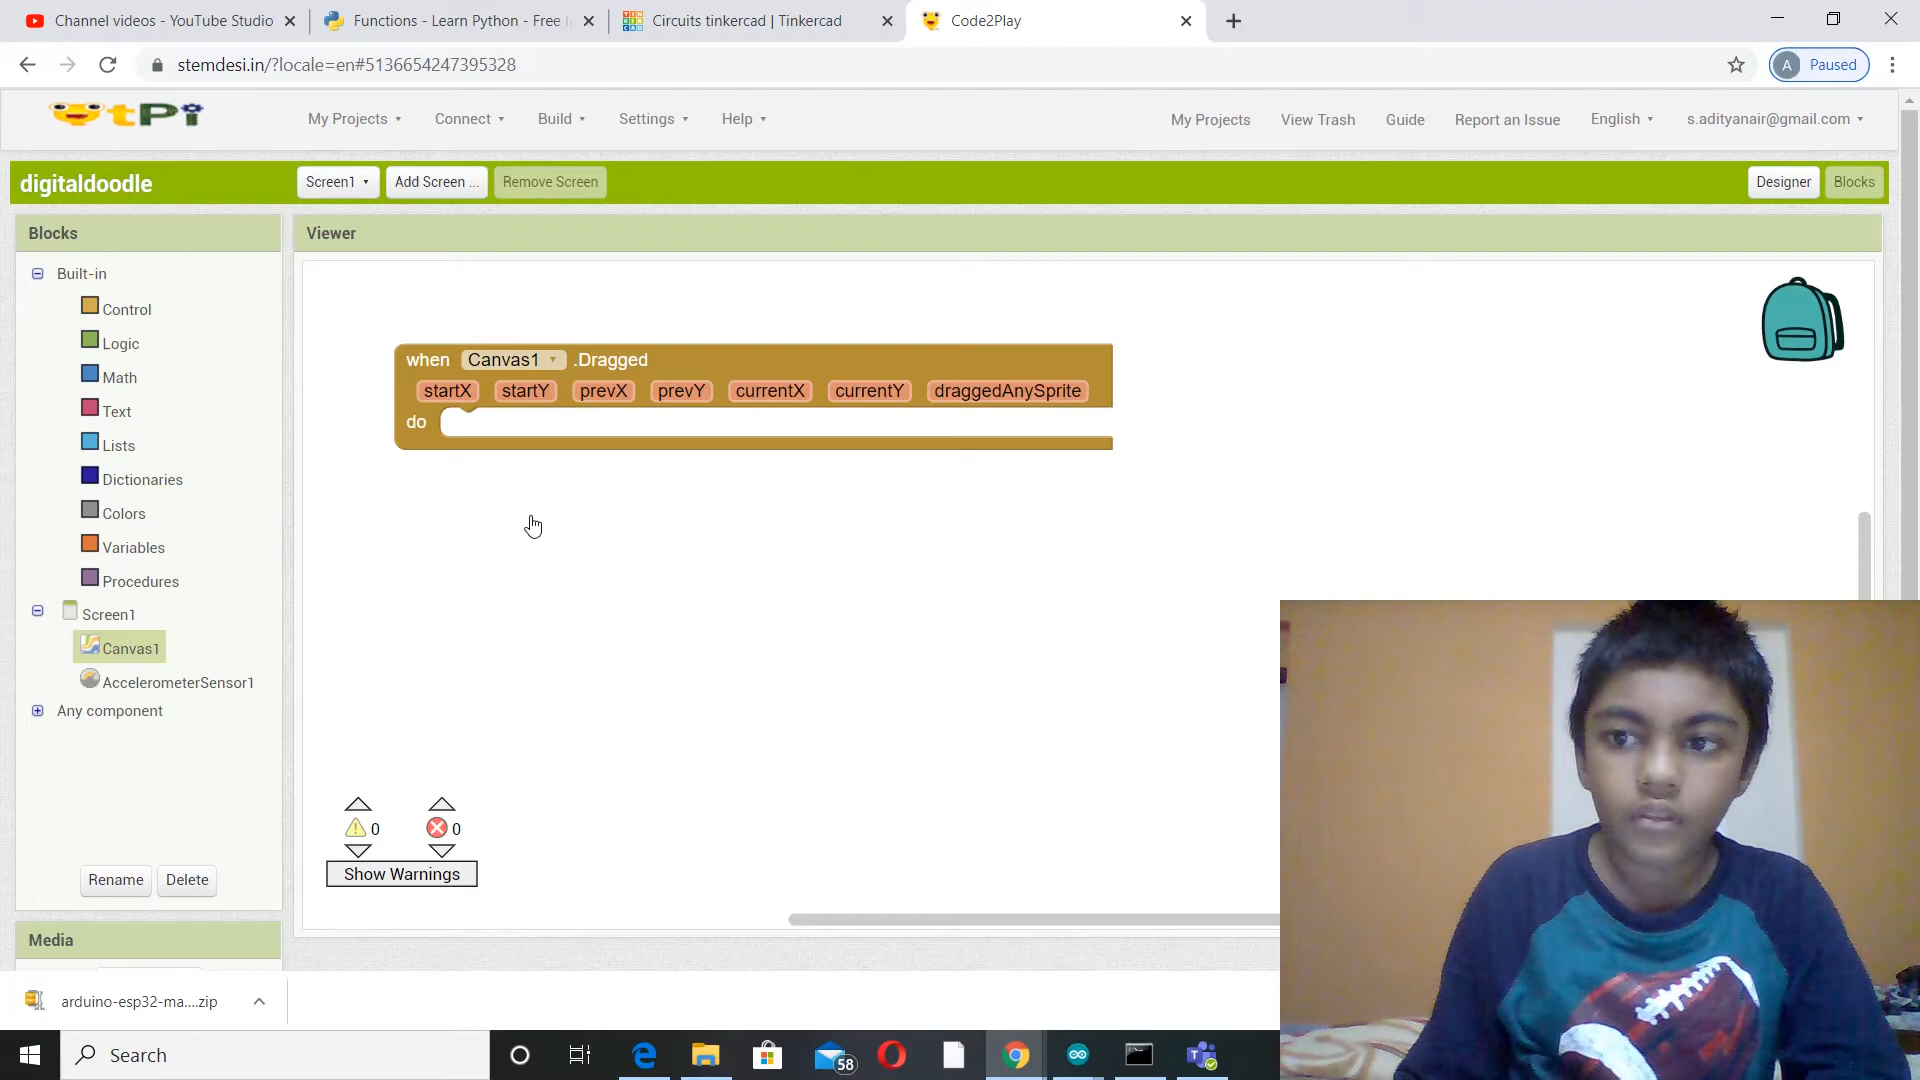 Channel videos - YouTube Studio
Functions - Learn Python - Free
Circuits tinkercad | Tinkercad
Code2Play
stemdesi.in/?locale=en#5136654247395328
A Paused
tPi
My Projects
Connect
Build
Settings
Help
My Projects
View Trash
Guide
Report an Issue
English
s.adityanair@gmail.com
digitaldoodle
Screen1
Add Screen ...
Remove Screen
Designer
Blocks
Blocks
Viewer
Built-in
Control
Logic
Math
Text
Lists
Dictionaries
Colors
Variables
Procedures
Screen1
Canvas1
AccelerometerSensor1
Any component
Rename
Delete
Media
when Canvas1 .Dragged
startX startY prevX prevY currentX currentY draggedAnySprite
do
0 0
Show Warnings
arduino-esp32-ma....zip
Search
58